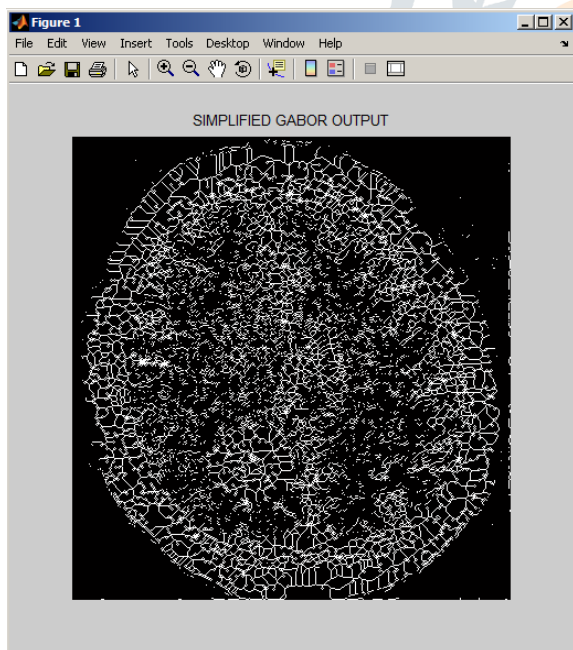 Figure 1
File Edit View Insert Tools Desktop Window Help
SIMPLIFIED GABOR OUTPUT